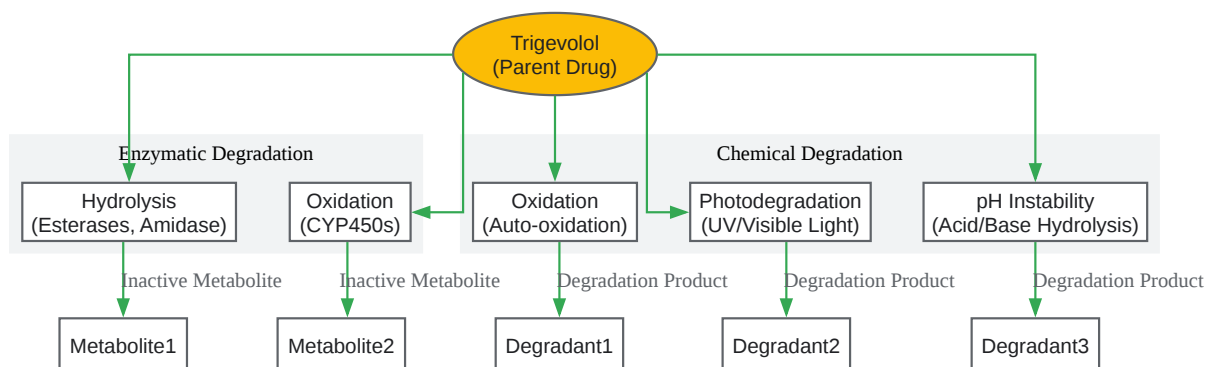 Trigevolol
(Parent Drug)
Enzymatic Degradation
Chemical Degradation
Hydrolysis
(Esterases, Amidase)
Oxidation
(CYP450s)
Oxidation
(Auto-oxidation)
Photodegradation
(UV/Visible Light)
pH Instability
(Acid/Base Hydrolysis)
Inactive Metabolite
Inactive Metabolite
Degradation Product
Degradation Product
Degradation Product
Metabolite1
Metabolite2
Degradant1
Degradant2
Degradant3